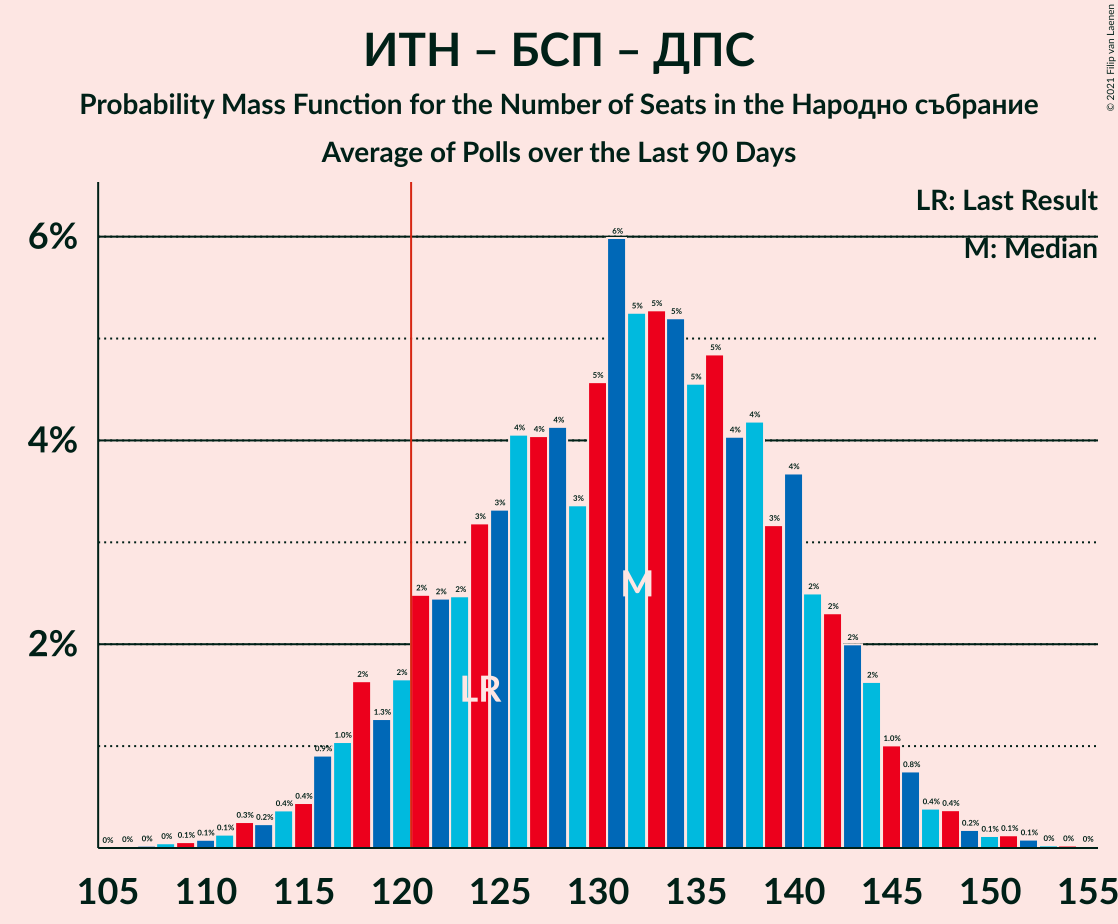 ИТН – БСП – ДПС
Probability Mass Function for the Number of Seats in the Народно събрание
Average of Polls over the Last 90 Days
© 2021 Filip van Laenen
LR: Last Result
M: Median
6%
4%
2%
0% 0% 0% 0% 0.1% 0.1% 0.1% 0.3% 0.2% 0.4% 0.4% 0.9% 1.0% 2% 1.3% 2% 2% 2% 2% 3% 3% 4% 4% 4% 3% 5% 6% 5% 5% 5% 5% 5% 4% 4% 3% 4% 2% 2% 2% 2% 1.0% 0.8% 0.4% 0.4% 0.2% 0.1% 0.1% 0.1% 0% 0% 0%
M
LR
105 110 115 120 125 130 135 140 145 150 155